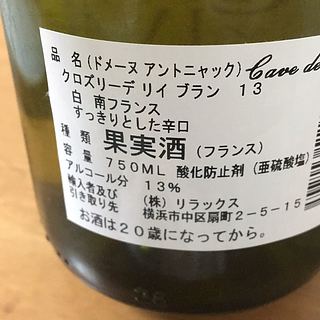 品 名 (ドメーヌ アントニャック) Cave de
クロズリーデ リイ ブラン 13
白 南フランス
すっきりとした辛口
種 類 果実酒 (フランス)
容 量 750ML 酸化防止剤 (亜硫酸塩)
アルコール分 13%
輸入者及び
引き取り先 (株) リラックス
横浜市中区扇町2-5-15
お酒は20歳になってから。